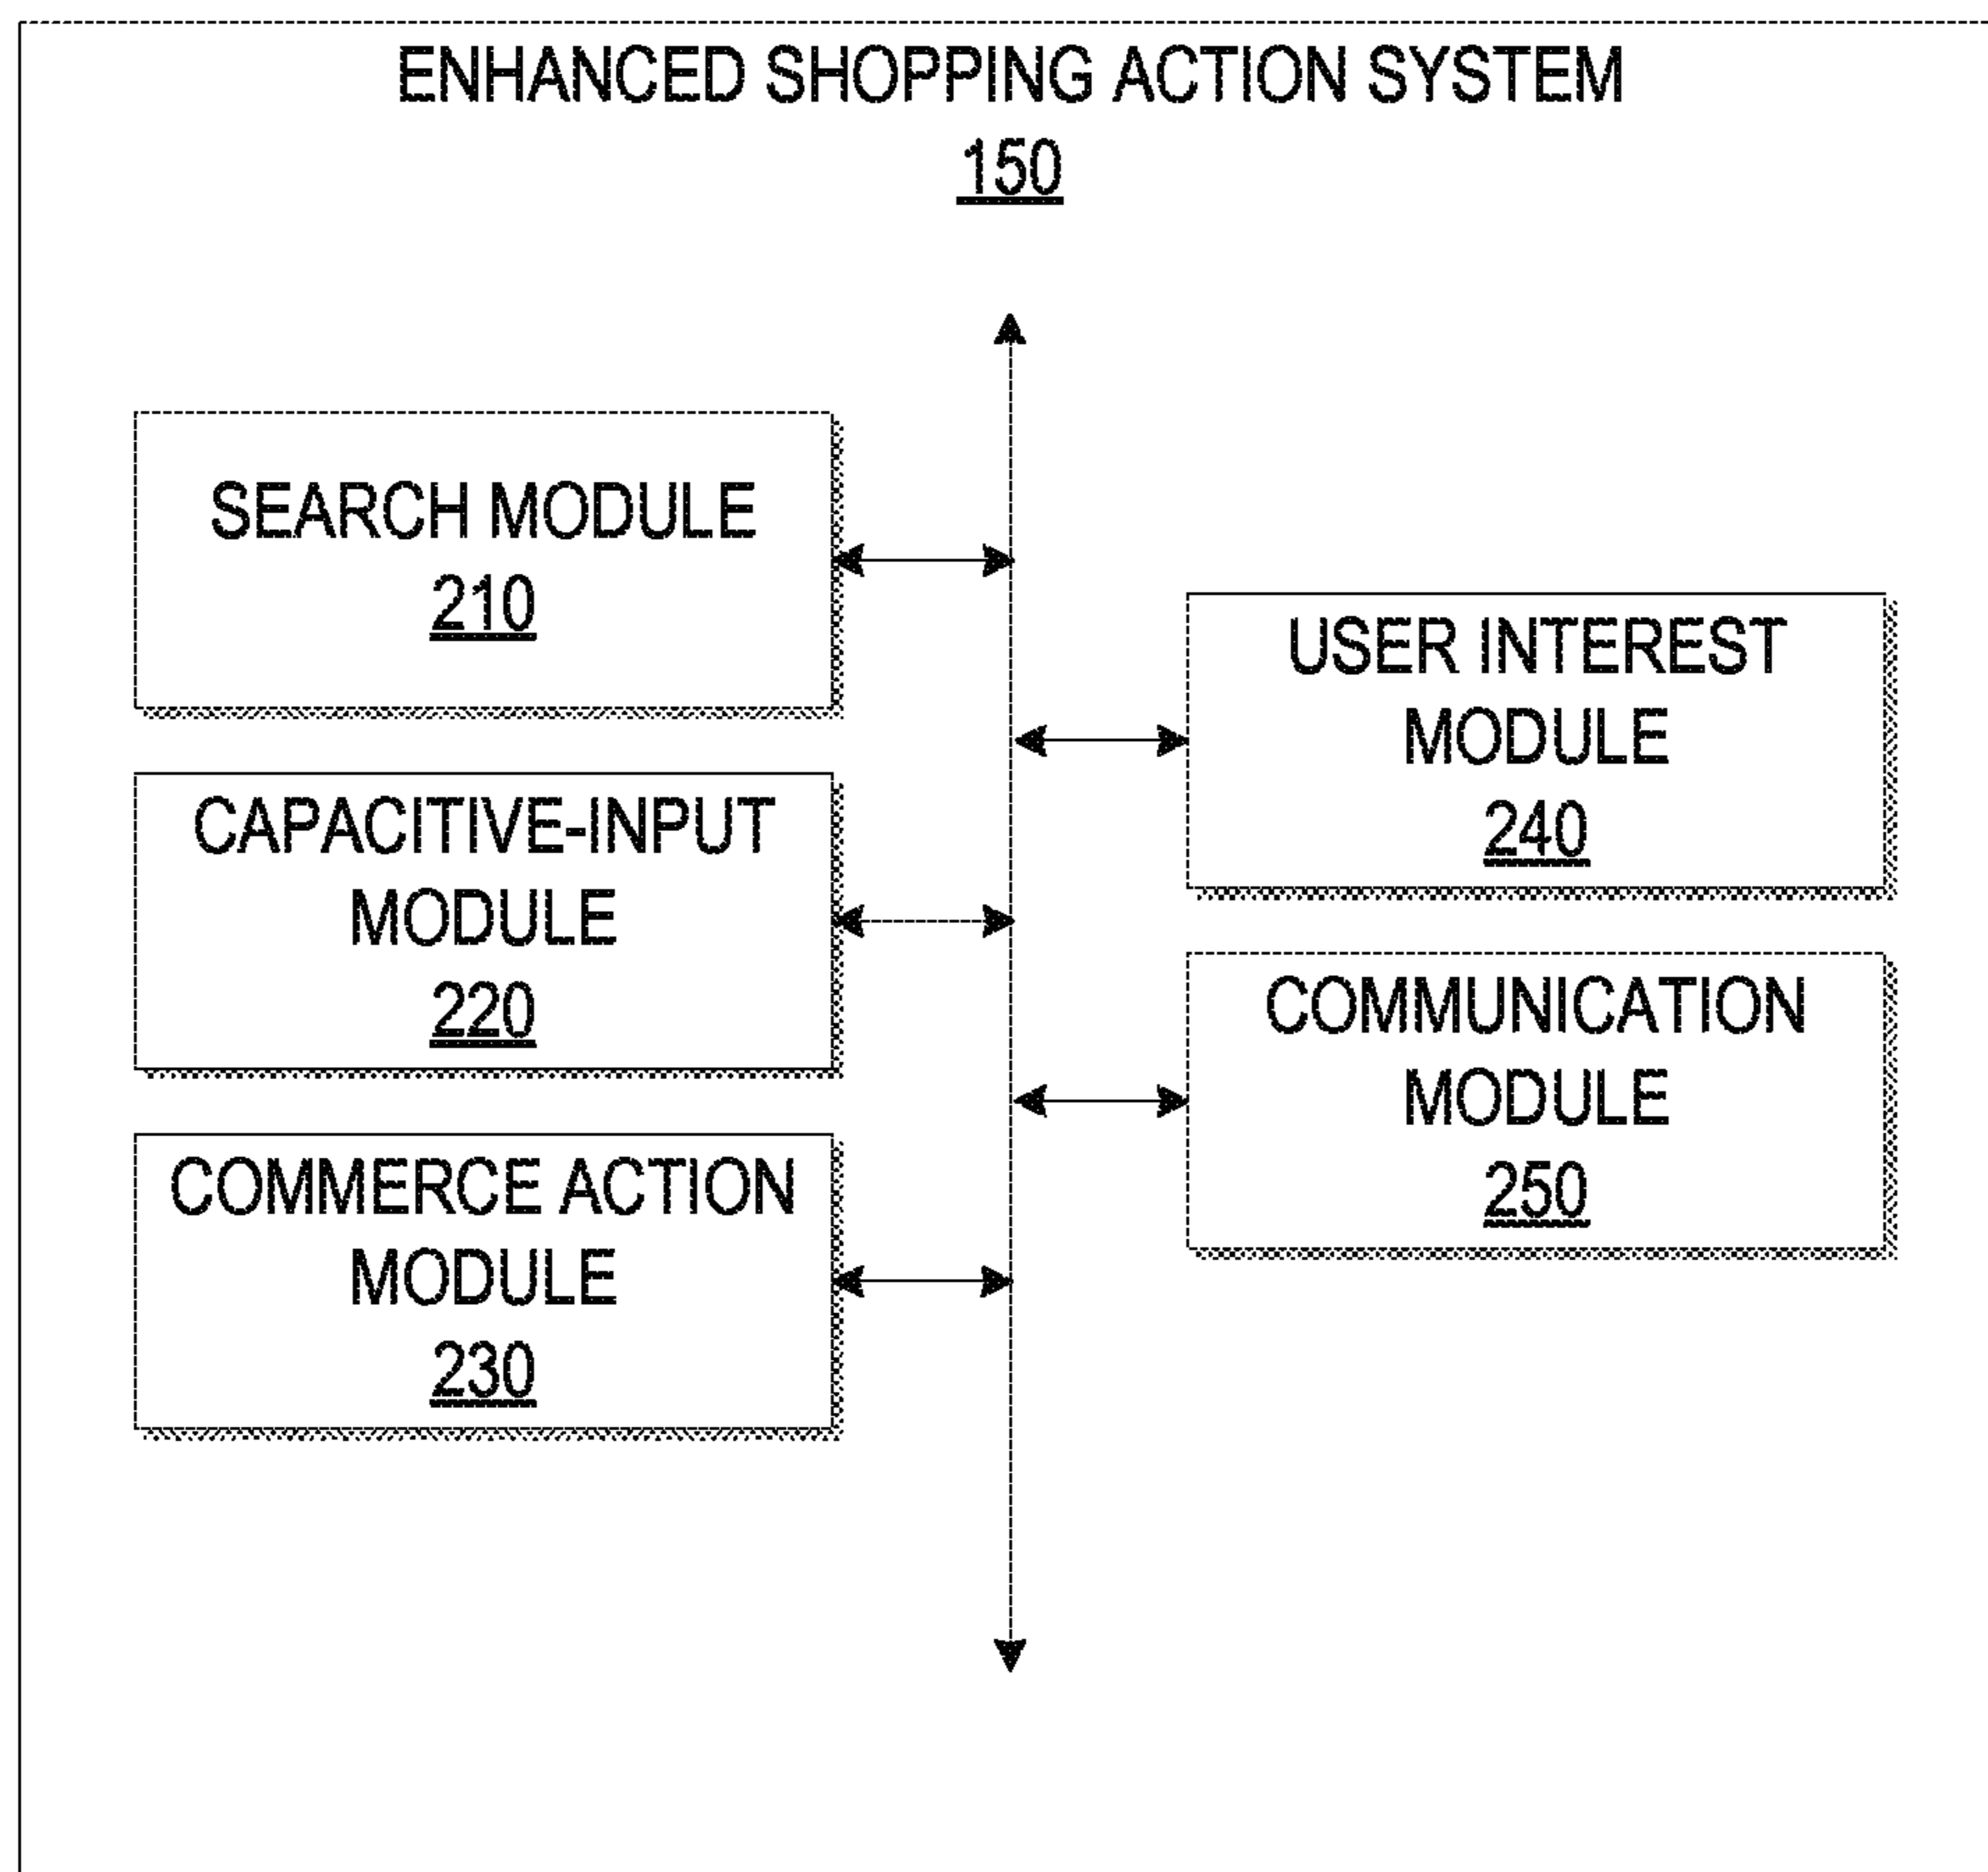 ENHANCED SHOPPING ACTION SYSTEM
150
SEARCH MODULE
210
CAPACITIVE-INPUT
MODULE
220
COMMERCE ACTION
MODULE
230
USER INTEREST
MODULE
240
COMMUNICATION
MODULE
250